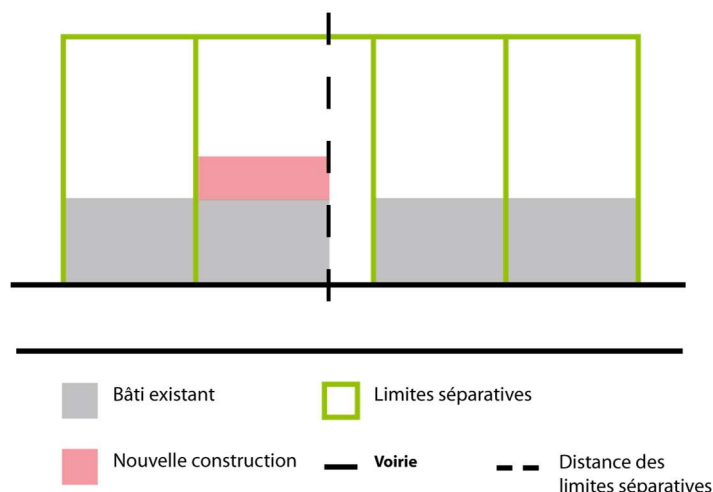 Bâti existant
Limites séparatives
Nouvelle construction
Voirie
Distance des
limites séparatives